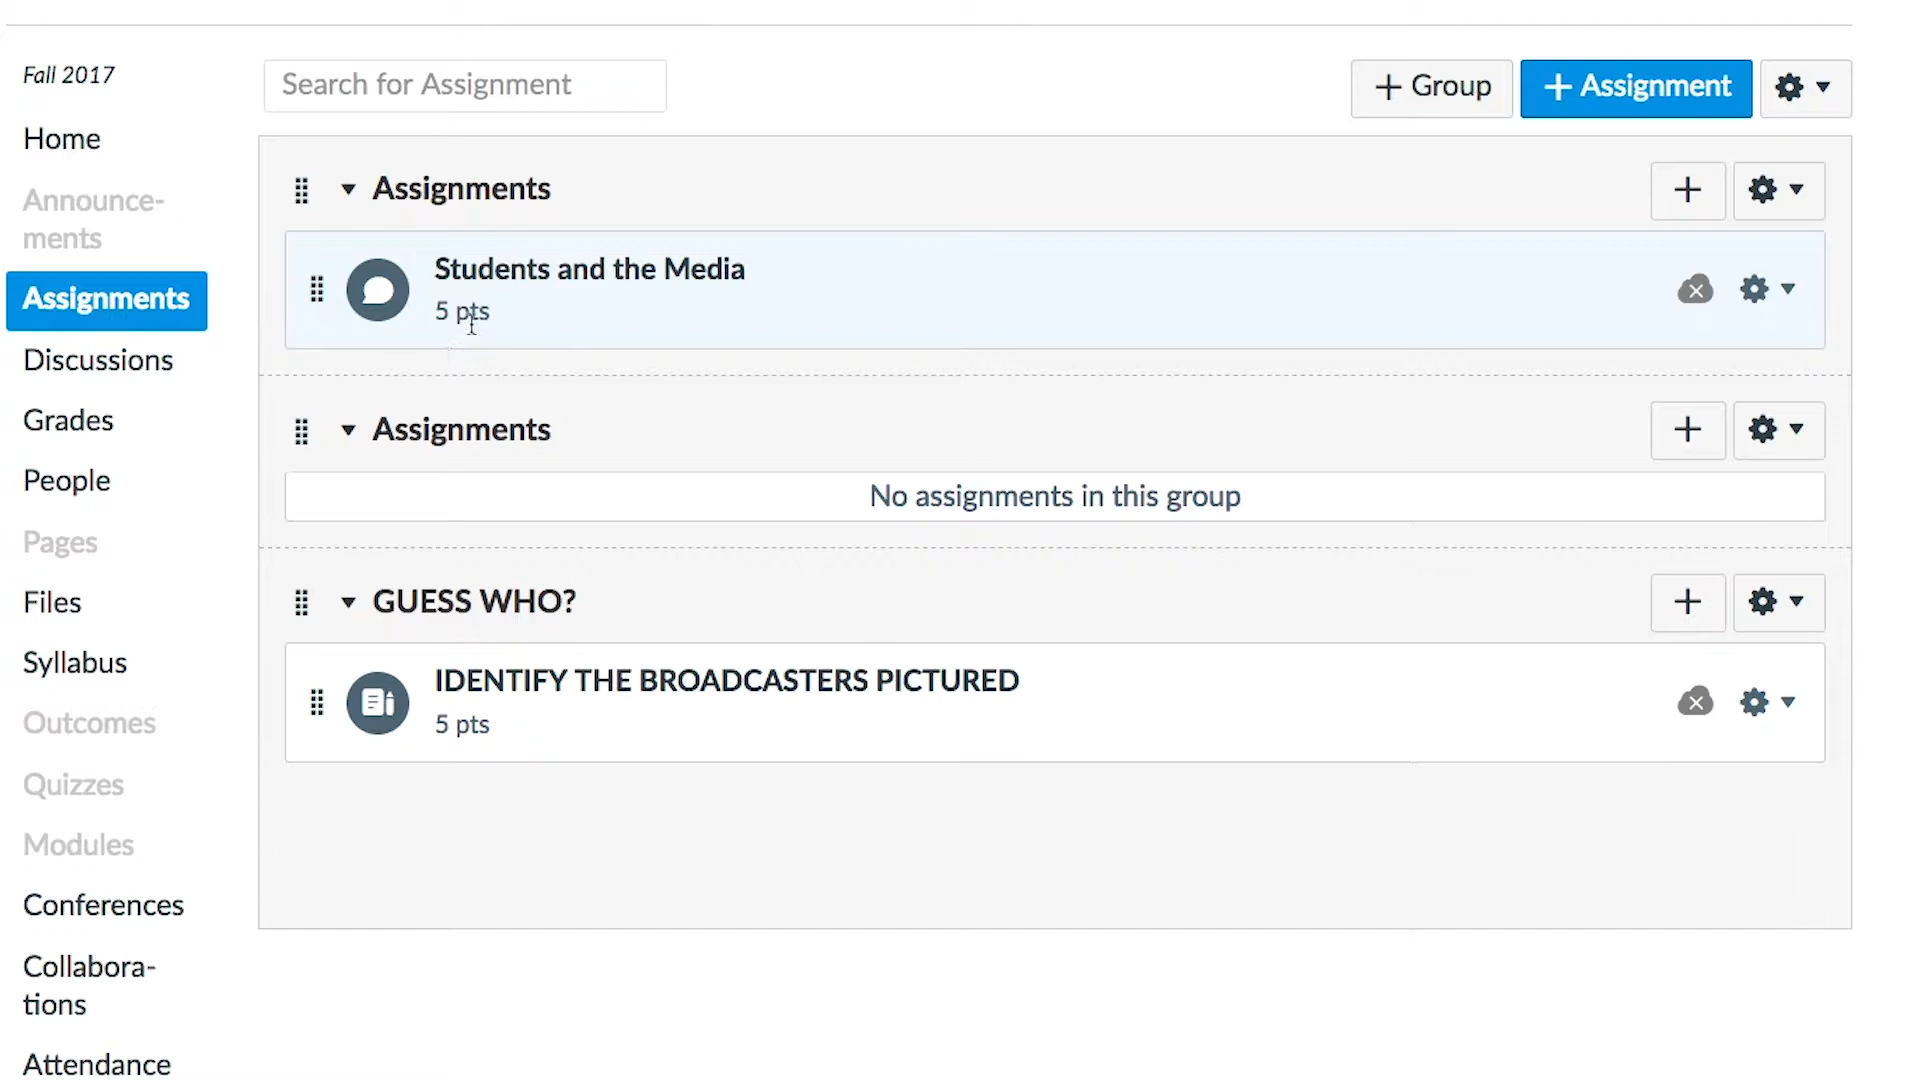 Fall 2017
Home
Announce-
ments
Assignments
Discussions
Grades
People
Pages
Files
Syllabus
Outcomes
Quizzes
Modules
Conferences
Collabora-
tions
Attendance
Search for Assignment
+ Group
+ Assignment
Assignments
Students and the Media
5 pts
Assignments
No assignments in this group
GUESS WHO?
IDENTIFY THE BROADCASTERS PICTURED
5 pts